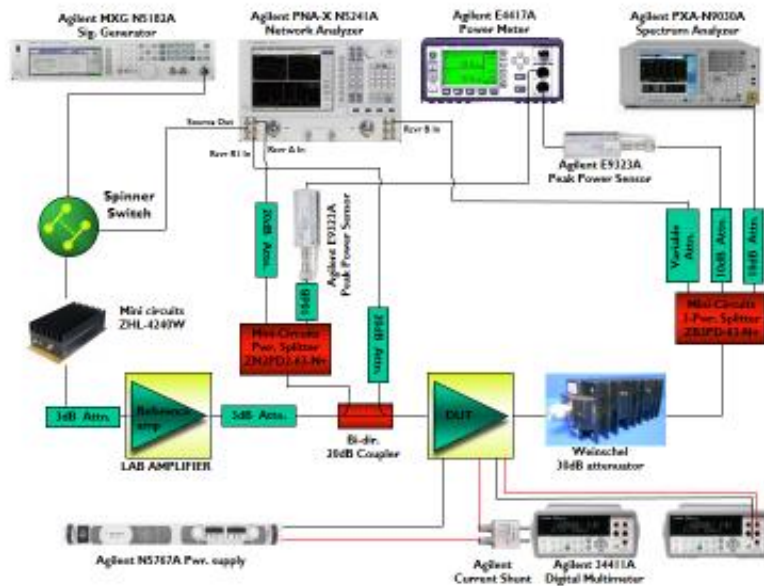 Agilent MXG N5182A
Sig. Generator
Agilent PNA-X N5241A
Network Analyzer
Agilent E4417A
Power Meter
Agilent PXA-N9030A
Spectrum Analyzer
Source Out
Rcvr R1 In
Rcvr A In
Rcvr B In
Agilent E9323A
Peak Power Sensor
Spinner
Switch
20dB Attn.
Agilent E9323A
Peak Power Sensor
10dB
Variable
Attn.
10dB Attn.
10dB Attn.
Mini circuits
ZHL-4240W
Mini-Circuits
Pwr. Splitter
Attn.
Mini-Circuits
3-Pwr. Splitter
3dB Attn.
Reference
amp
3dB Attn.
DUT
LAB AMPLIFIER
Bi-dir.
20dB Coupler
Weinschel
30dB attenuator
Agilent N5767A Pwr. supply
Agilent
Current Shunt
Agilent 34411A
Digital Multimeter